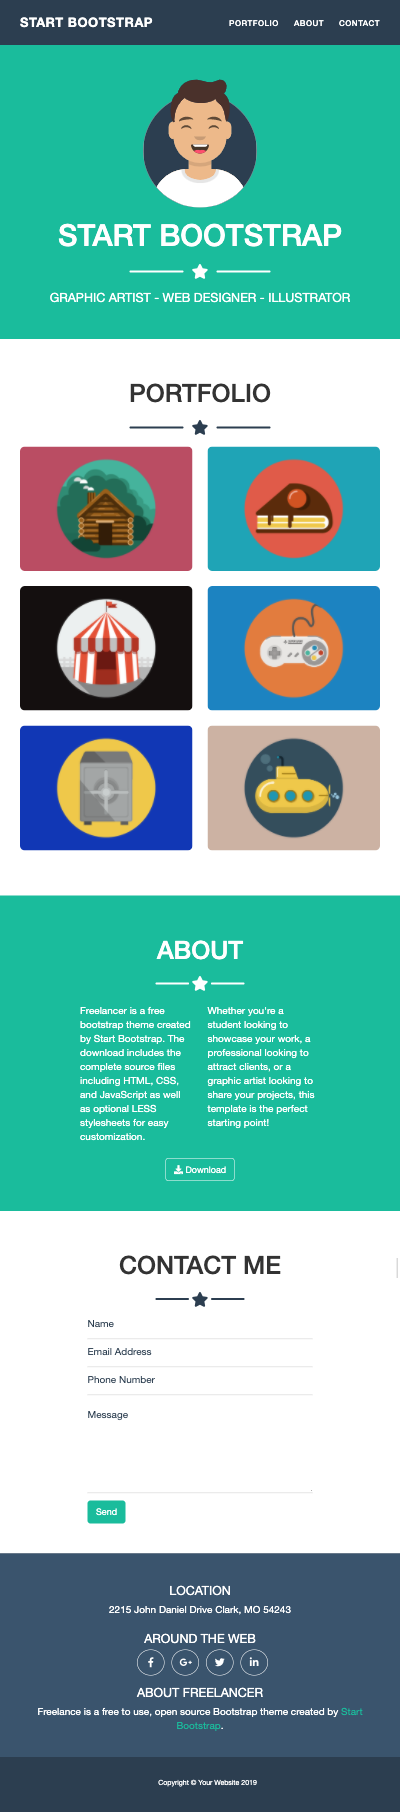 START BOOTSTRAP
PORTFOLIO
ABOUT
CONTACT
START BOOTSTRAP
GRAPHIC ARTIST - WEB DESIGNER - ILLUSTRATOR
PORTFOLIO
ABOUT
Freelancer is a free
bootstrap theme created
by Start Bootstrap. The
download includes the
complete source files
including HTML, CSS,
and JavaScript as well
as optional LESS
stylesheets for easy
customization.
Whether you're a
student looking to
showcase your work, a
professional looking to
attract clients, or a
graphic artist looking to
share your projects, this
template is the perfect
starting point!
Download
CONTACT ME
Name
Email Address
Phone Number
Message
Send
LOCATION
2215 John Daniel Drive Clark, MO 54243
AROUND THE WEB
ABOUT FREELANCER
Freelance is a free to use, open source Bootstrap theme created by Start
Bootstrap.
Copyright © Your Website 2019